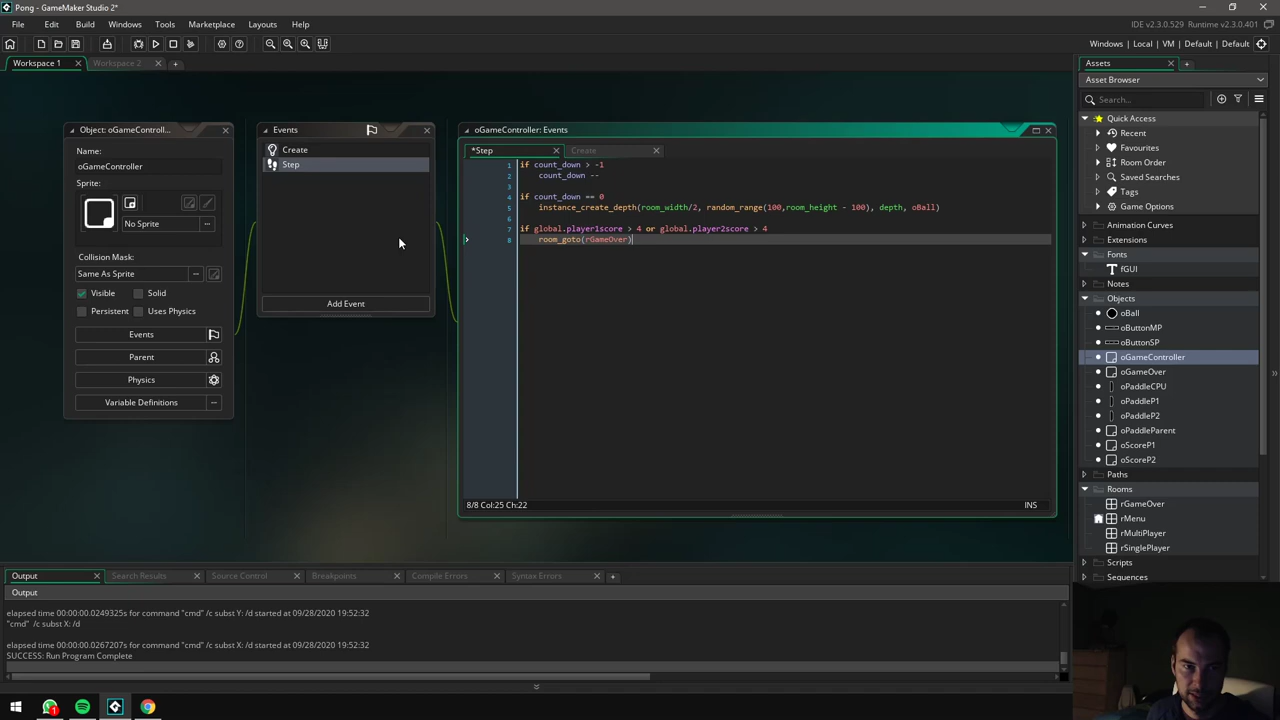 Pong - GameMaker Studio 2*
File Edit Build Windows Tools Marketplace Layouts Help
IDE v2.3.0.529 Runtime v2.3.0.401
Windows | Local | VM | Default | Default
Workspace 1
Workspace 2
Assets
Asset Browser
Search...
Quick Access
Recent
Favourites
Room Order
Saved Searches
Tags
Game Options
Animation Curves
Extensions
Fonts
fGUI
Notes
Objects
oBall
oButtonMP
oButtonSP
oGameController
oGameOver
oPaddleCPU
oPaddleP1
oPaddleP2
oPaddleParent
oScoreP1
oScoreP2
Paths
Rooms
rGameOver
rMenu
rMultiPlayer
rSinglePlayer
Scripts
Sequences
Object: oGameControll...
Name:
oGameController
Sprite:
No Sprite
Collision Mask:
Same As Sprite
Visible Solid
Persistent Uses Physics
Events
Parent
Physics
Variable Definitions
Events
Create
Step
Add Event
oGameController: Events
*Step
Create
1 if count_down > -1
2 count_down --
3
4 if count_down == 0
5 instance_create_depth(room_width/2, random_range(100,room_height - 100), depth, oBall)
6
7 if global.player1score > 4 or global.player2score > 4
8 room_goto(rGameOver)
8/8 Col:25 Ch:22
INS
Output
Search Results
Source Control
Breakpoints
Compile Errors
Syntax Errors
Output
elapsed time 00:00:00.0249325s for command "cmd" /c subst Y: /d started at 09/28/2020 19:52:32
"cmd" /c subst X: /d
elapsed time 00:00:00.0267207s for command "cmd" /c subst X: /d started at 09/28/2020 19:52:32
SUCCESS: Run Program Complete